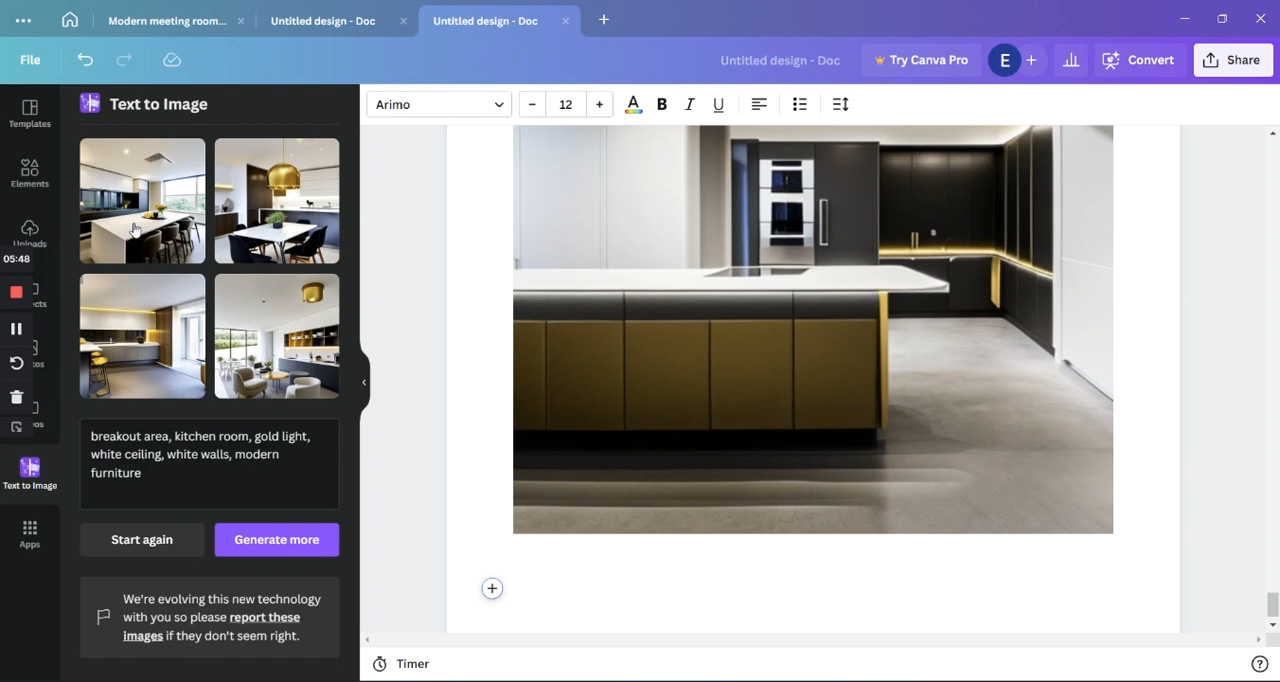 Modern meeting room...
Untitled design - Doc
Untitled design - Doc
File
Untitled design - Doc
Try Canva Pro
E
Convert
Share
Templates
Elements
Uploads
05:48
Text to Image
Apps
Text to Image
breakout area, kitchen room, gold light,
white ceiling, white walls, modern
furniture
Start again
Generate more
We're evolving this new technology
with you so please report these
images if they don't seem right.
Arimo
12
A
B
I
U
Timer